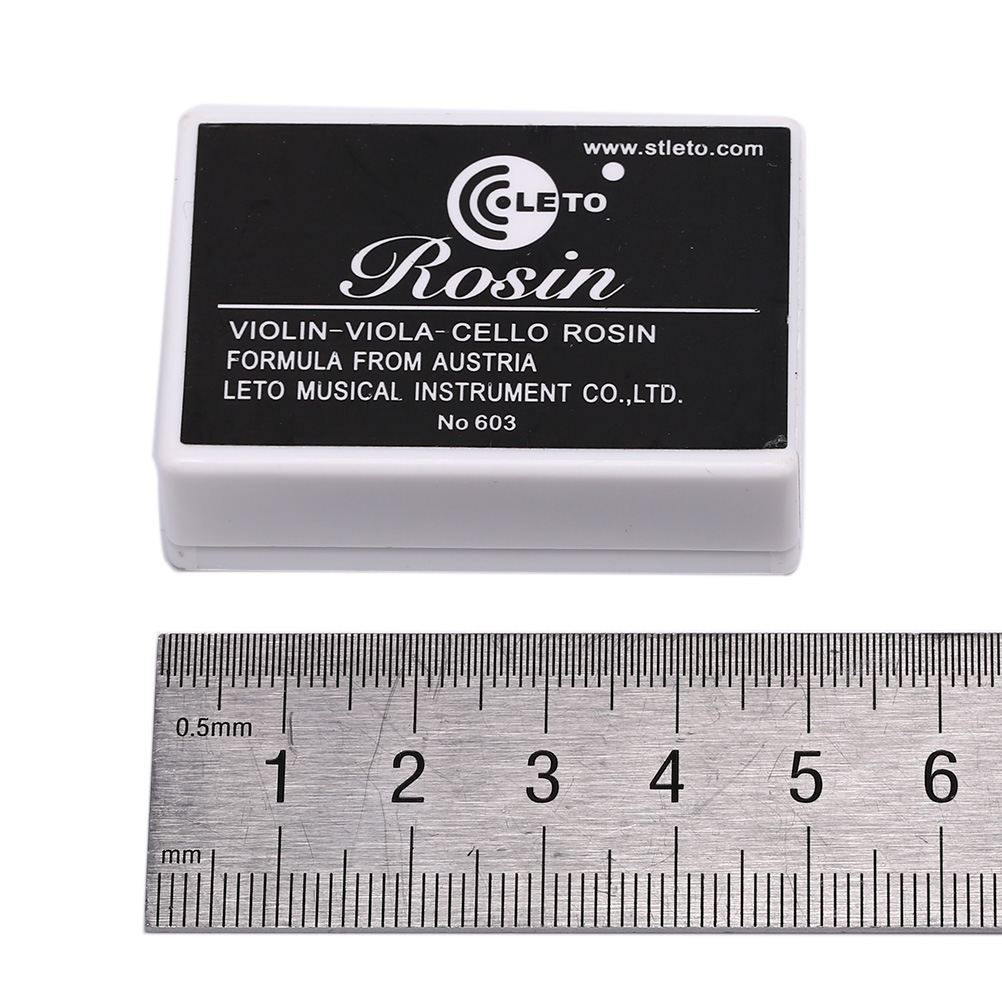 www.stleto.com
LETO
Rosin
VIOLIN-VIOLA-CELLO ROSIN
FORMULA FROM AUSTRIA
LETO MUSICAL INSTRUMENT CO.,LTD.
No 603
0.5mm
1 2 3 4 5 6
mm